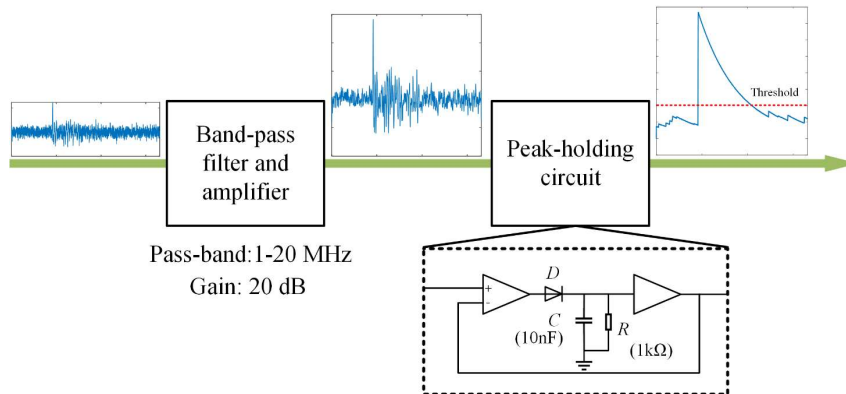 Threshold
Band-pass
filter and
amplifier
Peak-holding
circuit
Pass-band:1-20 MHz
Gain: 20 dB
D
+
-
C
(10nF)
R
(1kΩ)